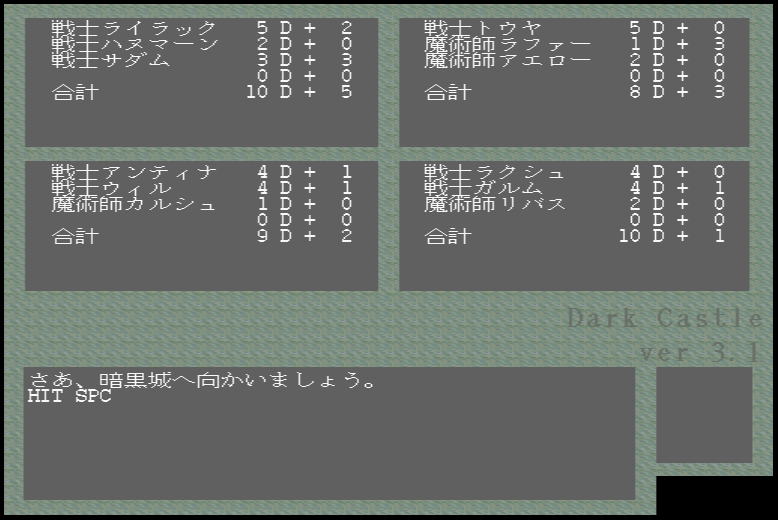 戦士ライラック 5 D + 2
戦士ハヌマーン 2 D + 0
戦士サダム 3 D + 3
0 D + 0
合計 10 D + 5
戦士トウヤ 5 D + 0
魔術師ラファー 1 D + 3
魔術師アエロー 2 D + 0
0 D + 0
合計 8 D + 3
戦士アンティナ 4 D + 1
戦士ウィル 4 D + 1
魔術師カルシュ 1 D + 0
0 D + 0
合計 9 D + 2
戦士ラクシュ 4 D + 0
戦士ガルム 4 D + 1
魔術師リバス 2 D + 0
0 D + 0
合計 10 D + 1
Dark Castle
ver 3.1
さあ、暗黒城へ向かいましょう。
HIT SPC